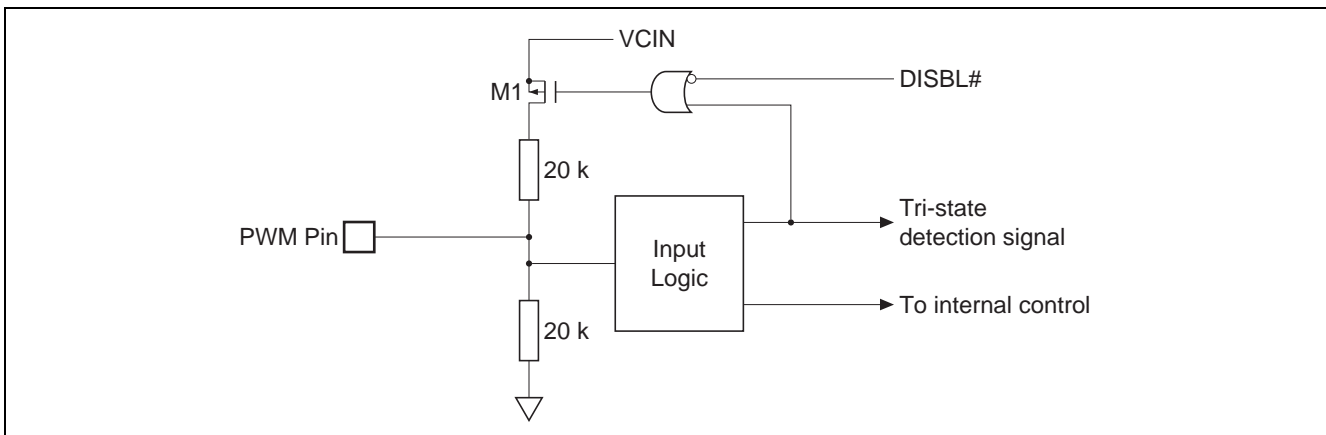 VCIN
M1
DISBL#
20 k
PWM Pin
Input
Logic
Tri-state
detection signal
20 k
To internal control